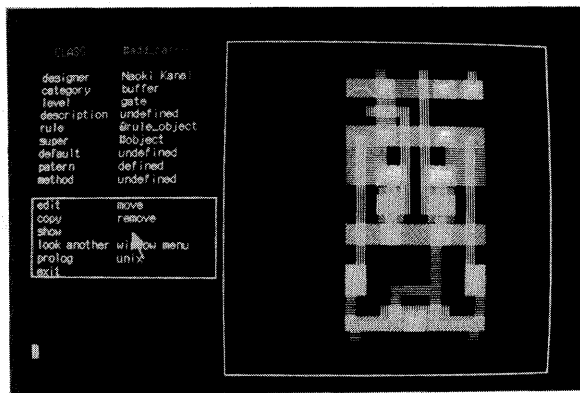 CLASS
designer Naoki Kanai
category buffer
level gate
description undefined
rule @rule_object
super #object
default undefined
patern defined
method undefined
edit move
copy remove
show
look another window menu
prolog unix
exit